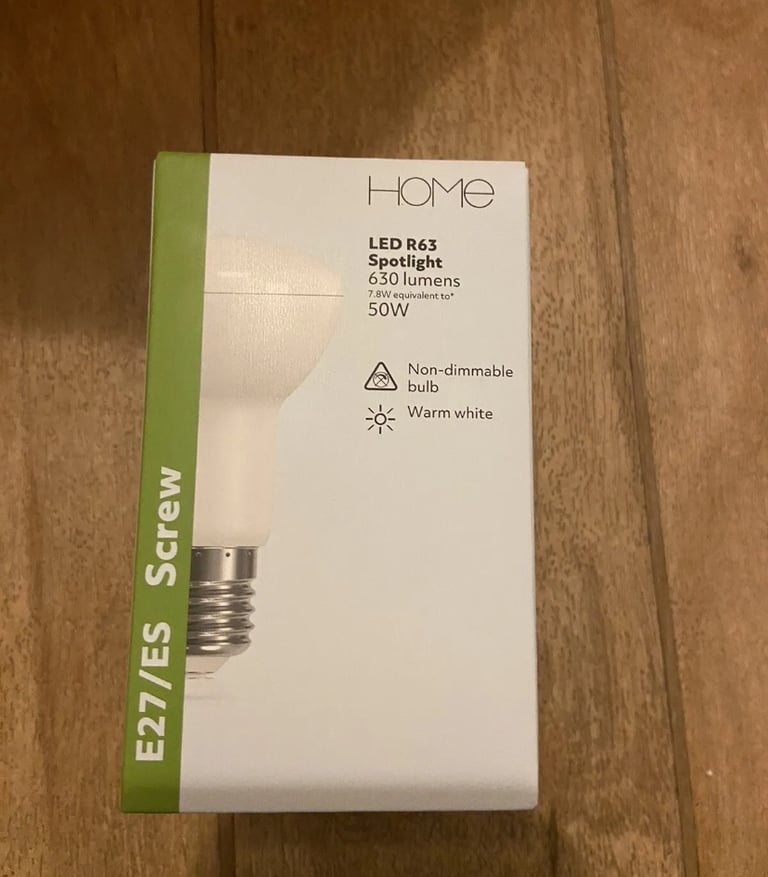 HOME
LED R63
Spotlight
630 lumens
7.8W equivalent to*
50W
Non-dimmable
bulb
Warm white
E27/ES Screw